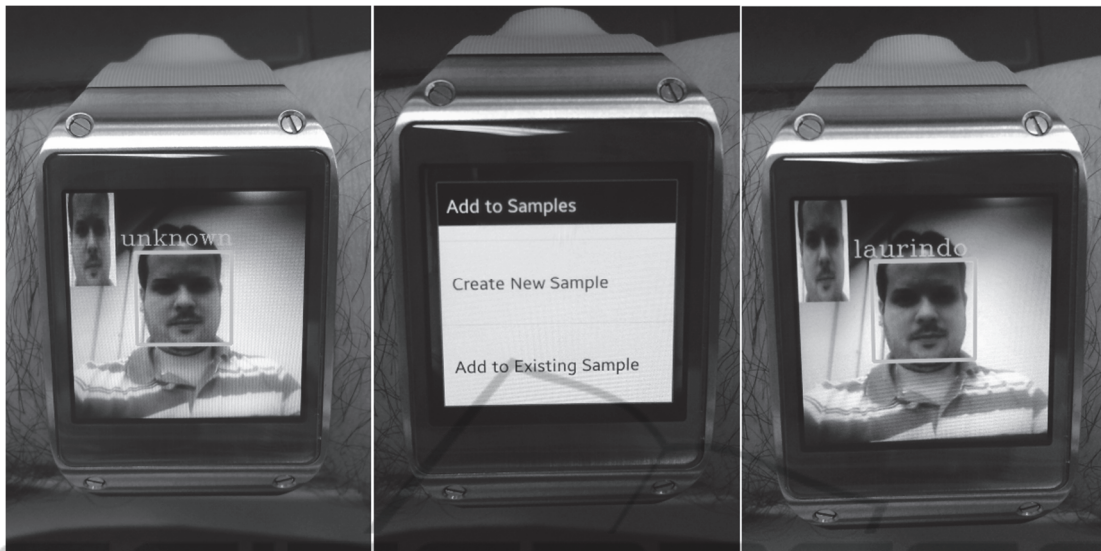 unknown
Add to Samples
Create New Sample
Add to Existing Sample
laurindo